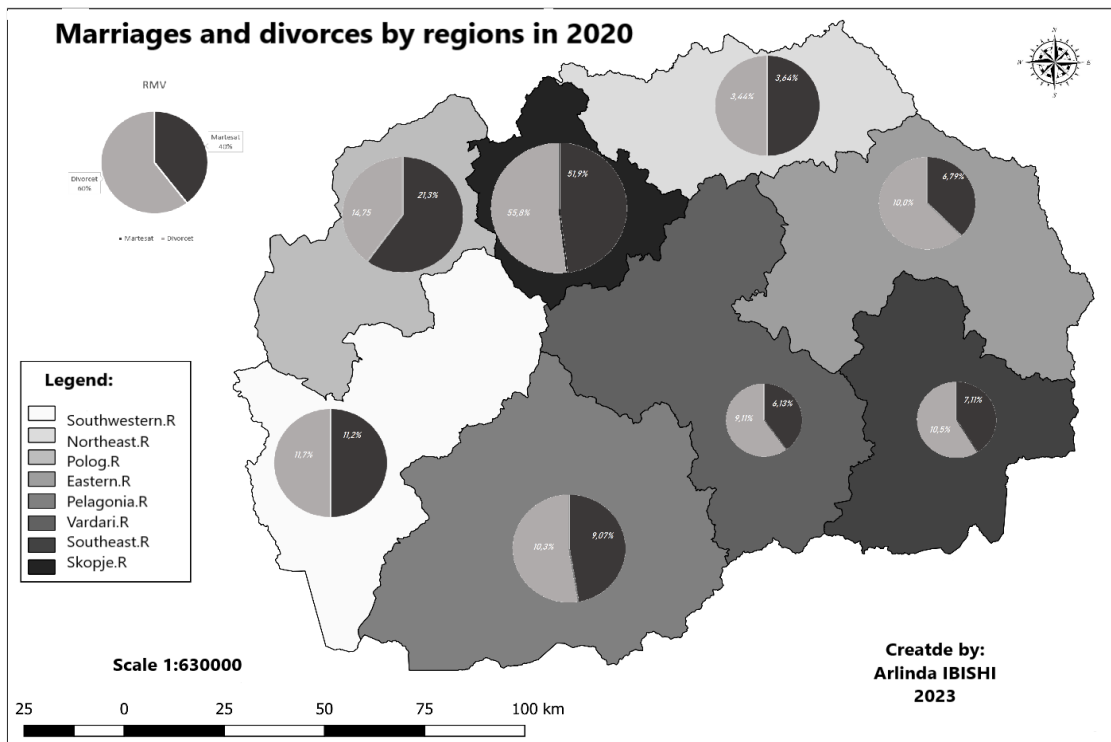 Marriages and divorces by regions in 2020
RMV
Martesat
40%
Divorcet
60%
Martesat Divorcet
N
W E
S
3,64%
3,64%
6,79%
10,0%
21,3%
14,75
51,9%
55,8%
6,13%
9,11%
7,11%
10,5%
11,2%
11,7%
9,07%
10,3%
Legend:
Southwestern.R
Northeast.R
Polog.R
Eastern.R
Pelagonia.R
Vardari.R
Southeast.R
Skopje.R
Scale 1:630000
Creatde by:
Arlinda IBISHI
2023
25 0 25 50 75 100 km